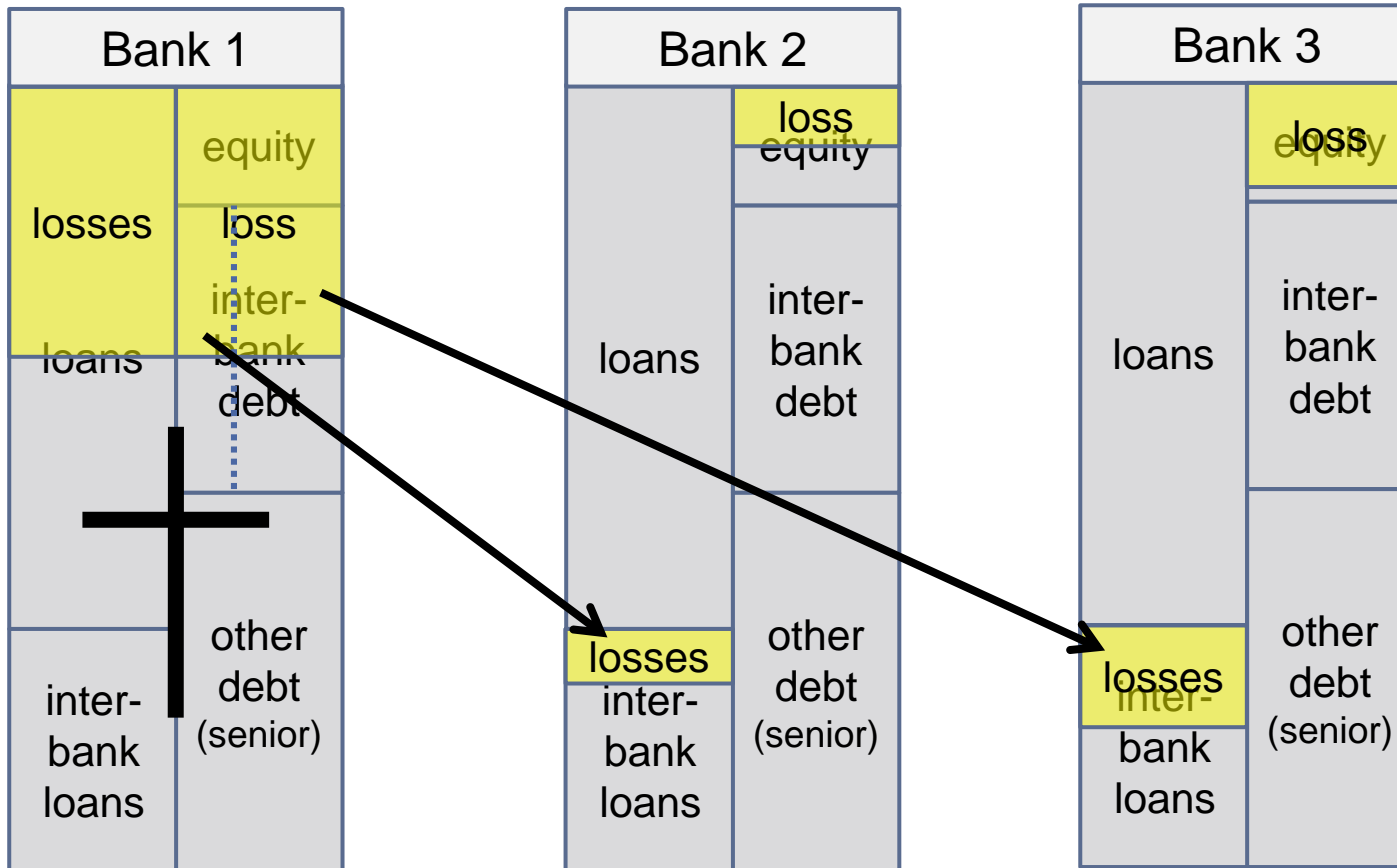 Bank 1
losses
loans
inter-
bank
loans
equity
loss
inter-
bank
debt
other
debt
(senior)
Bank 2
loans
losses
inter-
bank
loans
loss
equity
inter-
bank
debt
other
debt
(senior)
Bank 3
loans
losses
inter-
bank
loans
loss
equity
inter-
bank
debt
other
debt
(senior)